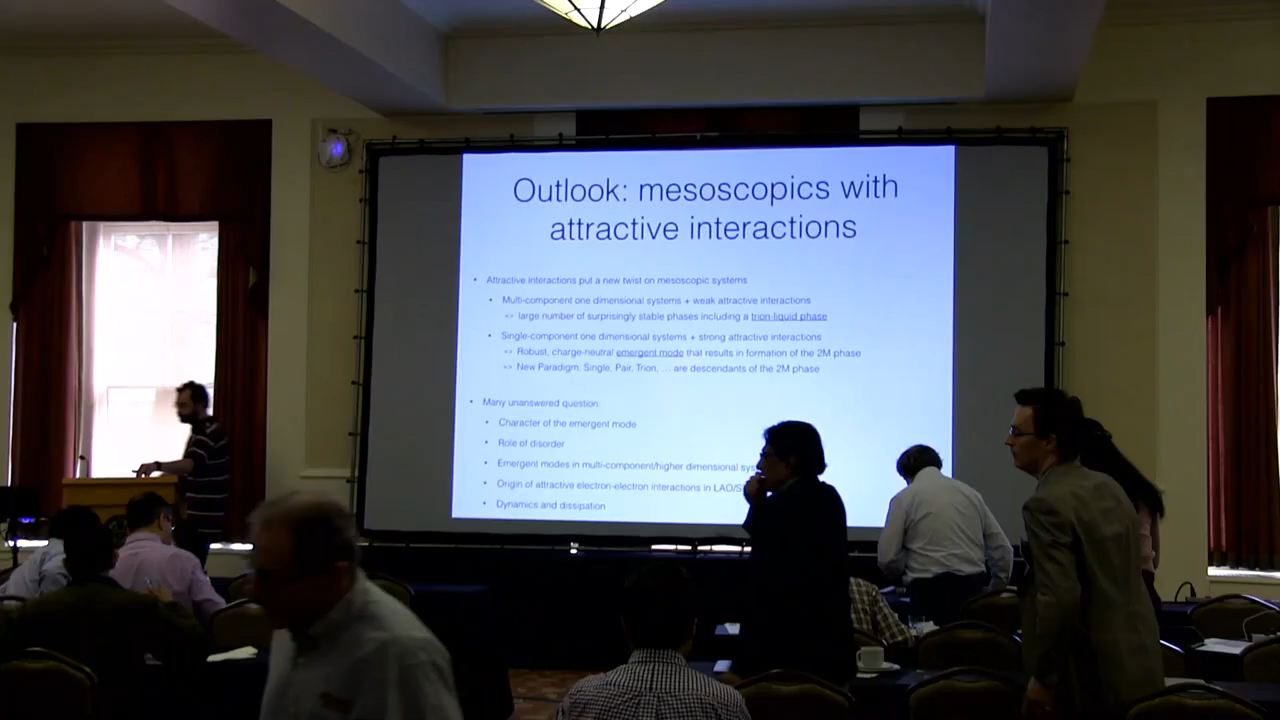 Outlook: mesoscopics with
attractive interactions
• Attractive interactions put a new twist on mesoscopic systems
• Multi-component one dimensional systems + weak attractive interactions
=> large number of surprisingly stable phases including a trion-liquid phase
• Single-component one dimensional systems + strong attractive interactions
=> Robust, charge-neutral emergent mode that results in formation of the 2M phase
=> New Paradigm: Single, Pair, Trion, … are descendants of the 2M phase
• Many unanswered question:
• Character of the emergent mode
• Role of disorder
• Emergent modes in multi-component/higher dimensional sys
• Origin of attractive electron-electron interactions in LAO/S
• Dynamics and dissipation